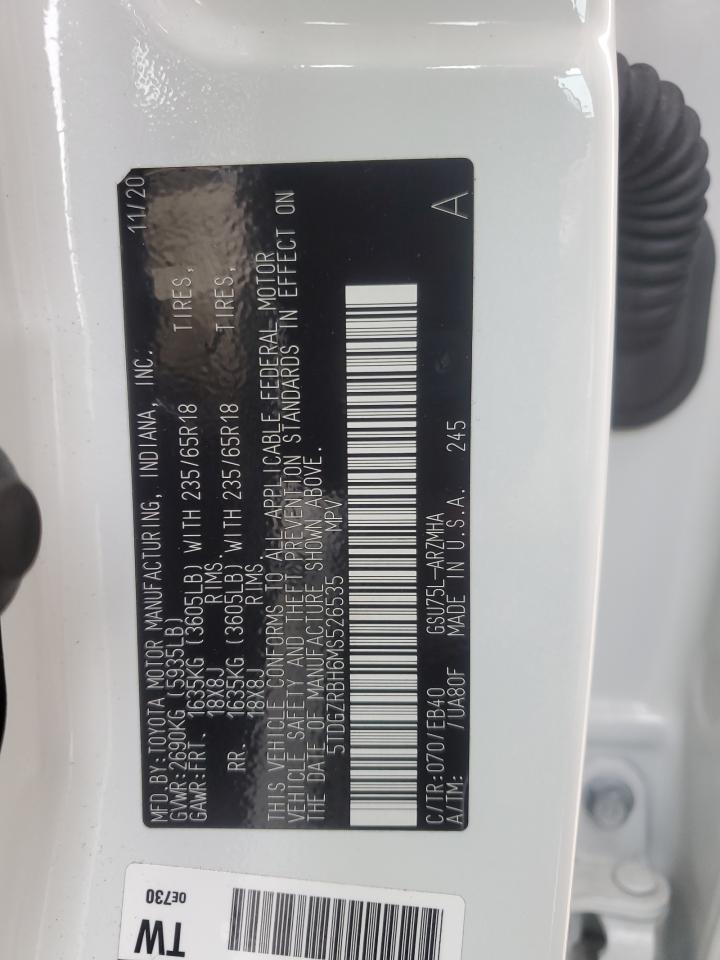 MFD.BY:TOYOTA MOTOR MANUFACTURING, INDIANA, INC. 11/20
GVWR:2690KG (5935LB)
GAWR:FRT. 1635KG (3605LB) WITH 235/65R18 TIRES,
18X8J RIMS.
RR. 1635KG (3605LB) WITH 235/65R18 TIRES,
18X8J RIMS.
THIS VEHICLE CONFORMS TO ALL APPLICABLE FEDERAL MOTOR
VEHICLE SAFETY AND THEFT PREVENTION STANDARDS IN EFFECT ON
THE DATE OF MANUFACTURE SHOWN ABOVE.
5TDGZRBH6MS526535 MPV
C/TR:070/EB40 GSU75L-ARZMHA A
A/TM: /UA80F MADE IN U.S.A. 245
0E730
TW